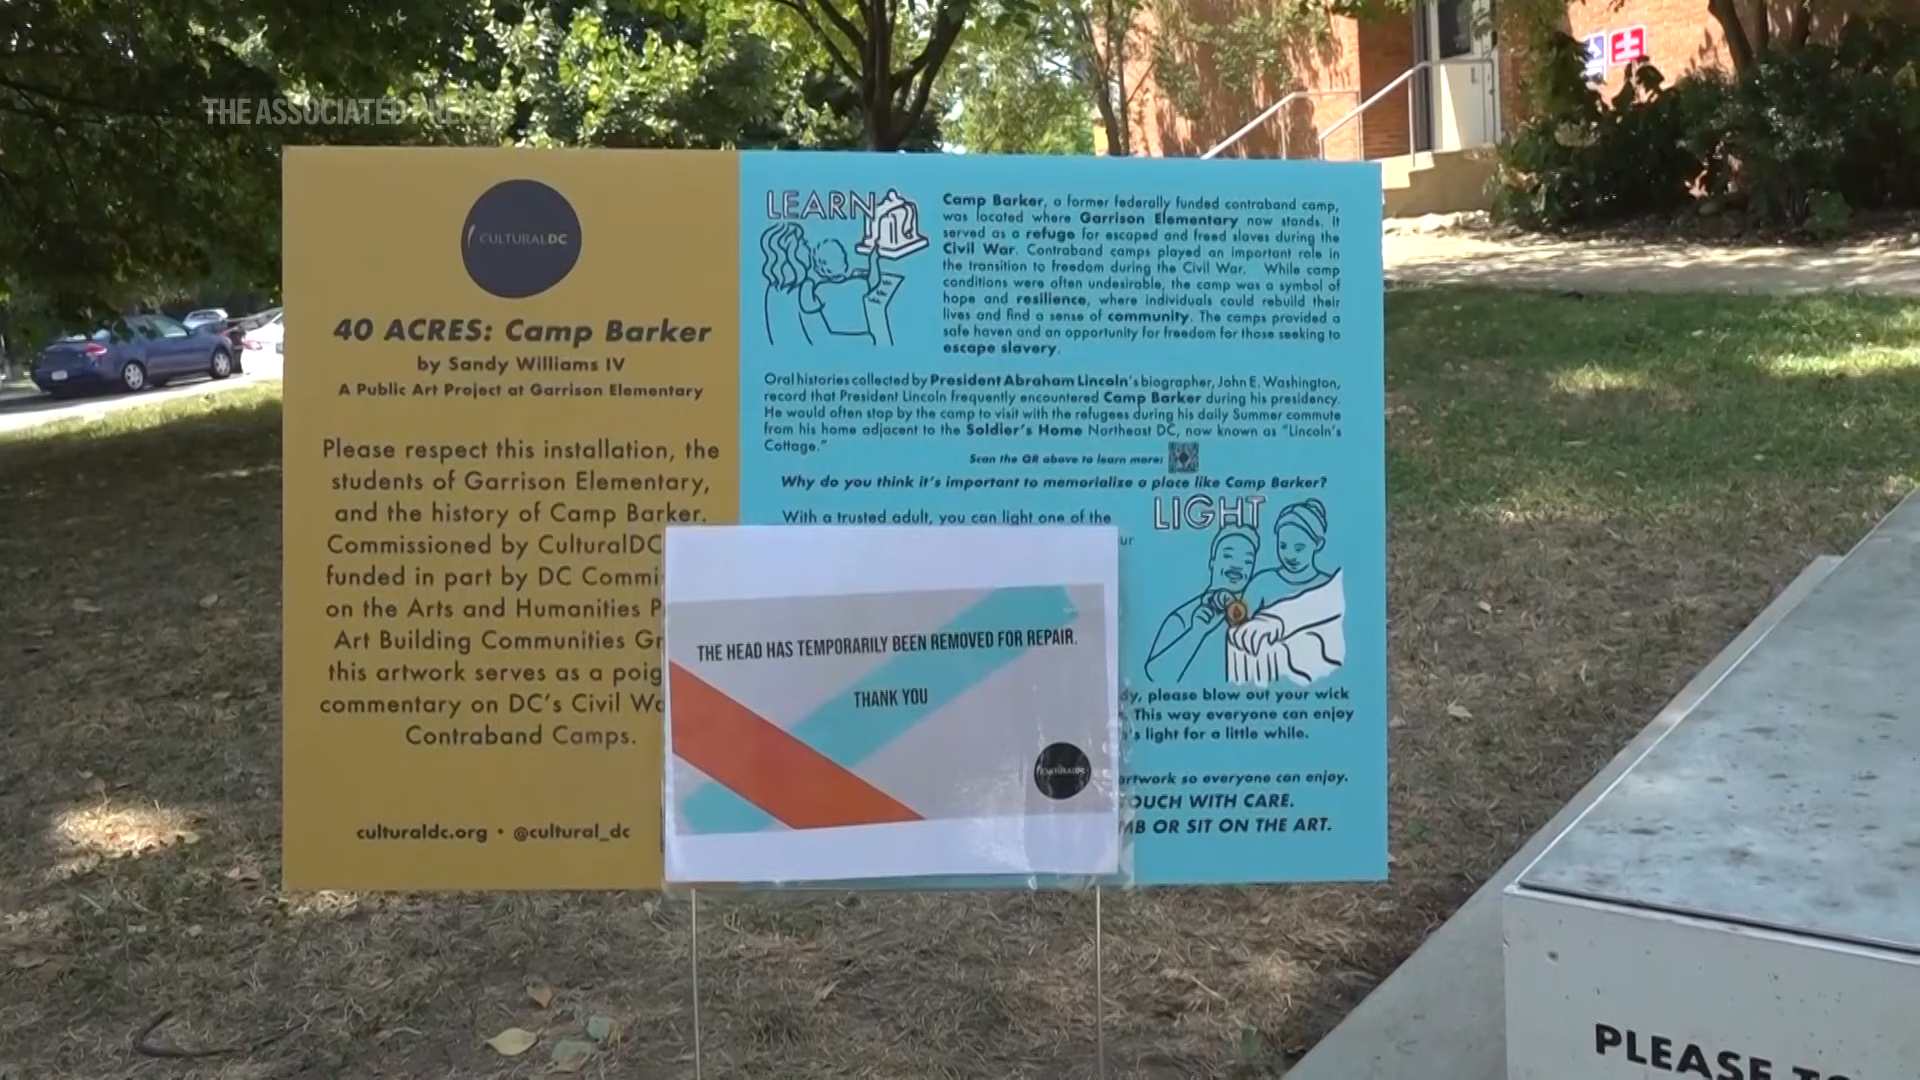 THE ASSOCIATED PRESS
CULTURALDC
40 ACRES: Camp Barker
by Sandy Williams IV
A Public Art Project at Garrison Elementary
Please respect this installation, the
students of Garrison Elementary,
and the history of Camp Barker.
Commissioned by CulturalDC
funded in part by DC Commi
on the Arts and Humanities P
Art Building Communities Gr
this artwork serves as a poig
commentary on DC's Civil Wa
Contraband Camps.
culturaldc.org • @cultural_dc
LEARN
Camp Barker, a former federally funded contraband camp,
was located where Garrison Elementary now stands. It
served as a refuge for escaped and freed slaves during the
Civil War. Contraband camps played an important role in
the transition to freedom during the Civil War. While camp
conditions were often undesirable, the camp was a symbol of
hope and resilience, where individuals could rebuild their
lives and find a sense of community. The camps provided a
safe haven and an opportunity for freedom for those seeking to
escape slavery.
Oral histories collected by President Abraham Lincoln's biographer, John E. Washington,
record that President Lincoln frequently encountered Camp Barker during his presidency.
He would often stop by the camp to visit with the refugees during his daily Summer commute
from his home adjacent to the Soldier's Home Northeast DC, now known as "Lincoln's
Cottage."
Scan the QR above to learn more:
Why do you think it's important to memorialize a place like Camp Barker?
LIGHT
With a trusted adult, you can light one of the
ur
dy, please blow out your wick
This way everyone can enjoy
's light for a little while.
artwork so everyone can enjoy.
OUCH WITH CARE.
MB OR SIT ON THE ART.
THE HEAD HAS TEMPORARILY BEEN REMOVED FOR REPAIR.
THANK YOU
CULTURALDC
PLEASE TO